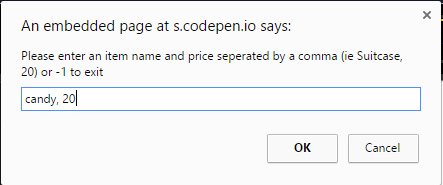 An embedded page at s.codepen.io says:
Please enter an item name and price seperated by a comma (ie Suitcase,
20) or -1 to exit
candy, 20
OK Cancel